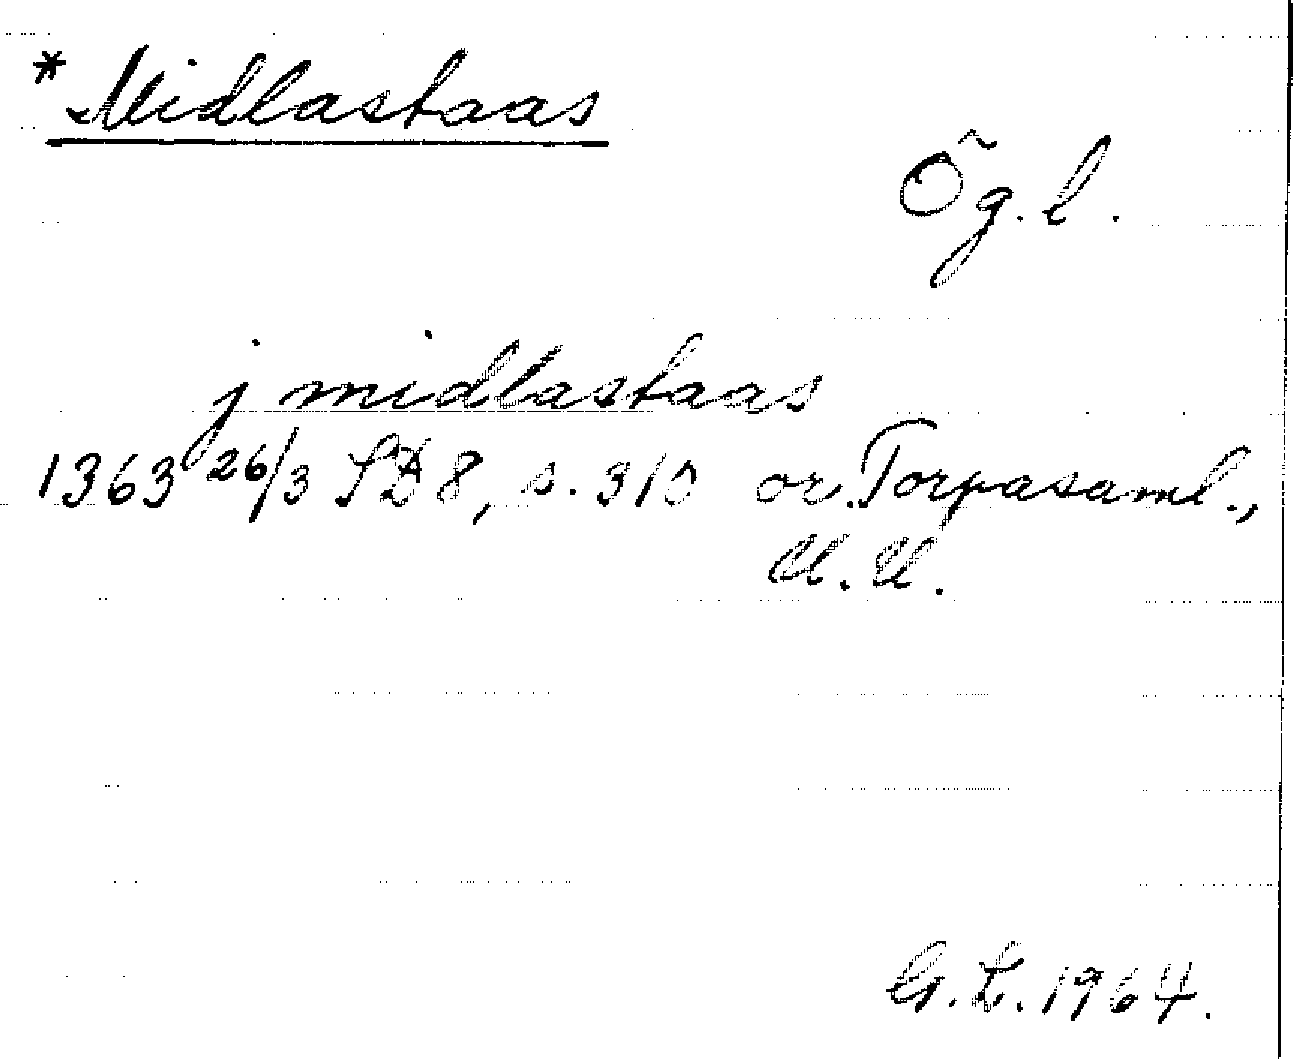 * Midlastaas
Ög. l.
j midlastaas
1363 26/3 SD 8, s. 310 or. Torpasaml.,
U. U.
G. L. 1964.